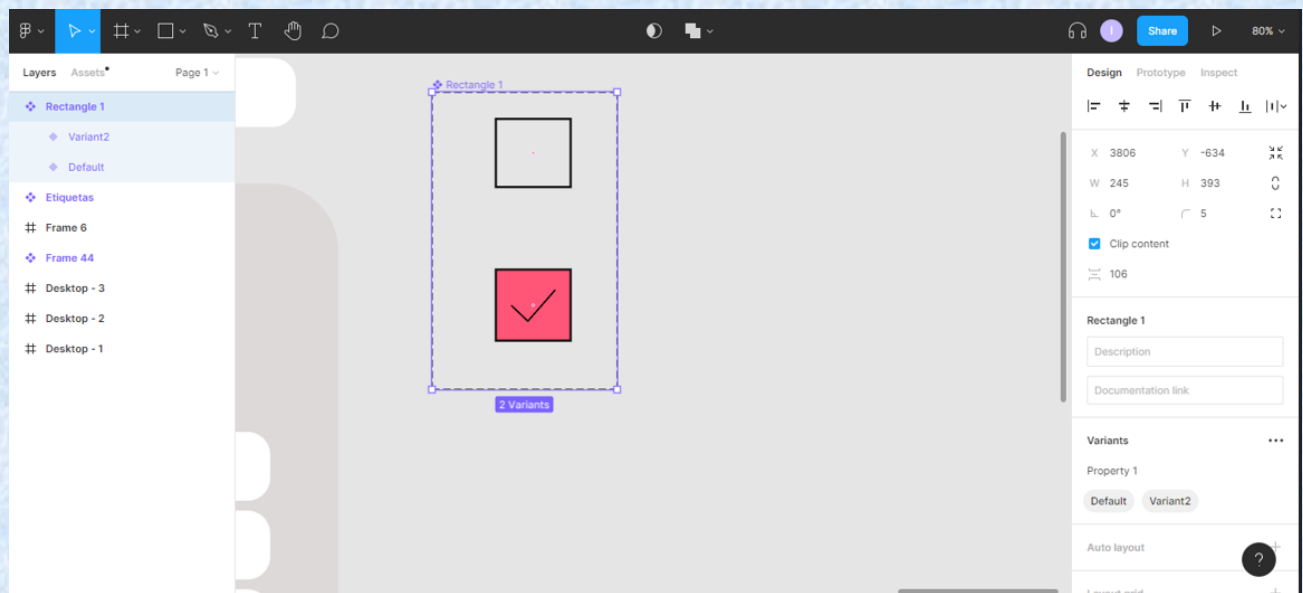 Share
80%
Layers Assets Page 1
Rectangle 1
Variant2
Default
Etiquetas
Frame 6
Frame 44
Desktop - 3
Desktop - 2
Desktop - 1
Rectangle 1
2 Variants
Design Prototype Inspect
X 3806 Y -634
W 245 H 393
0° 5
Clip content
106
Rectangle 1
Description
Documentation link
Variants
Property 1
Default Variant2
Auto layout
?
Layout grid